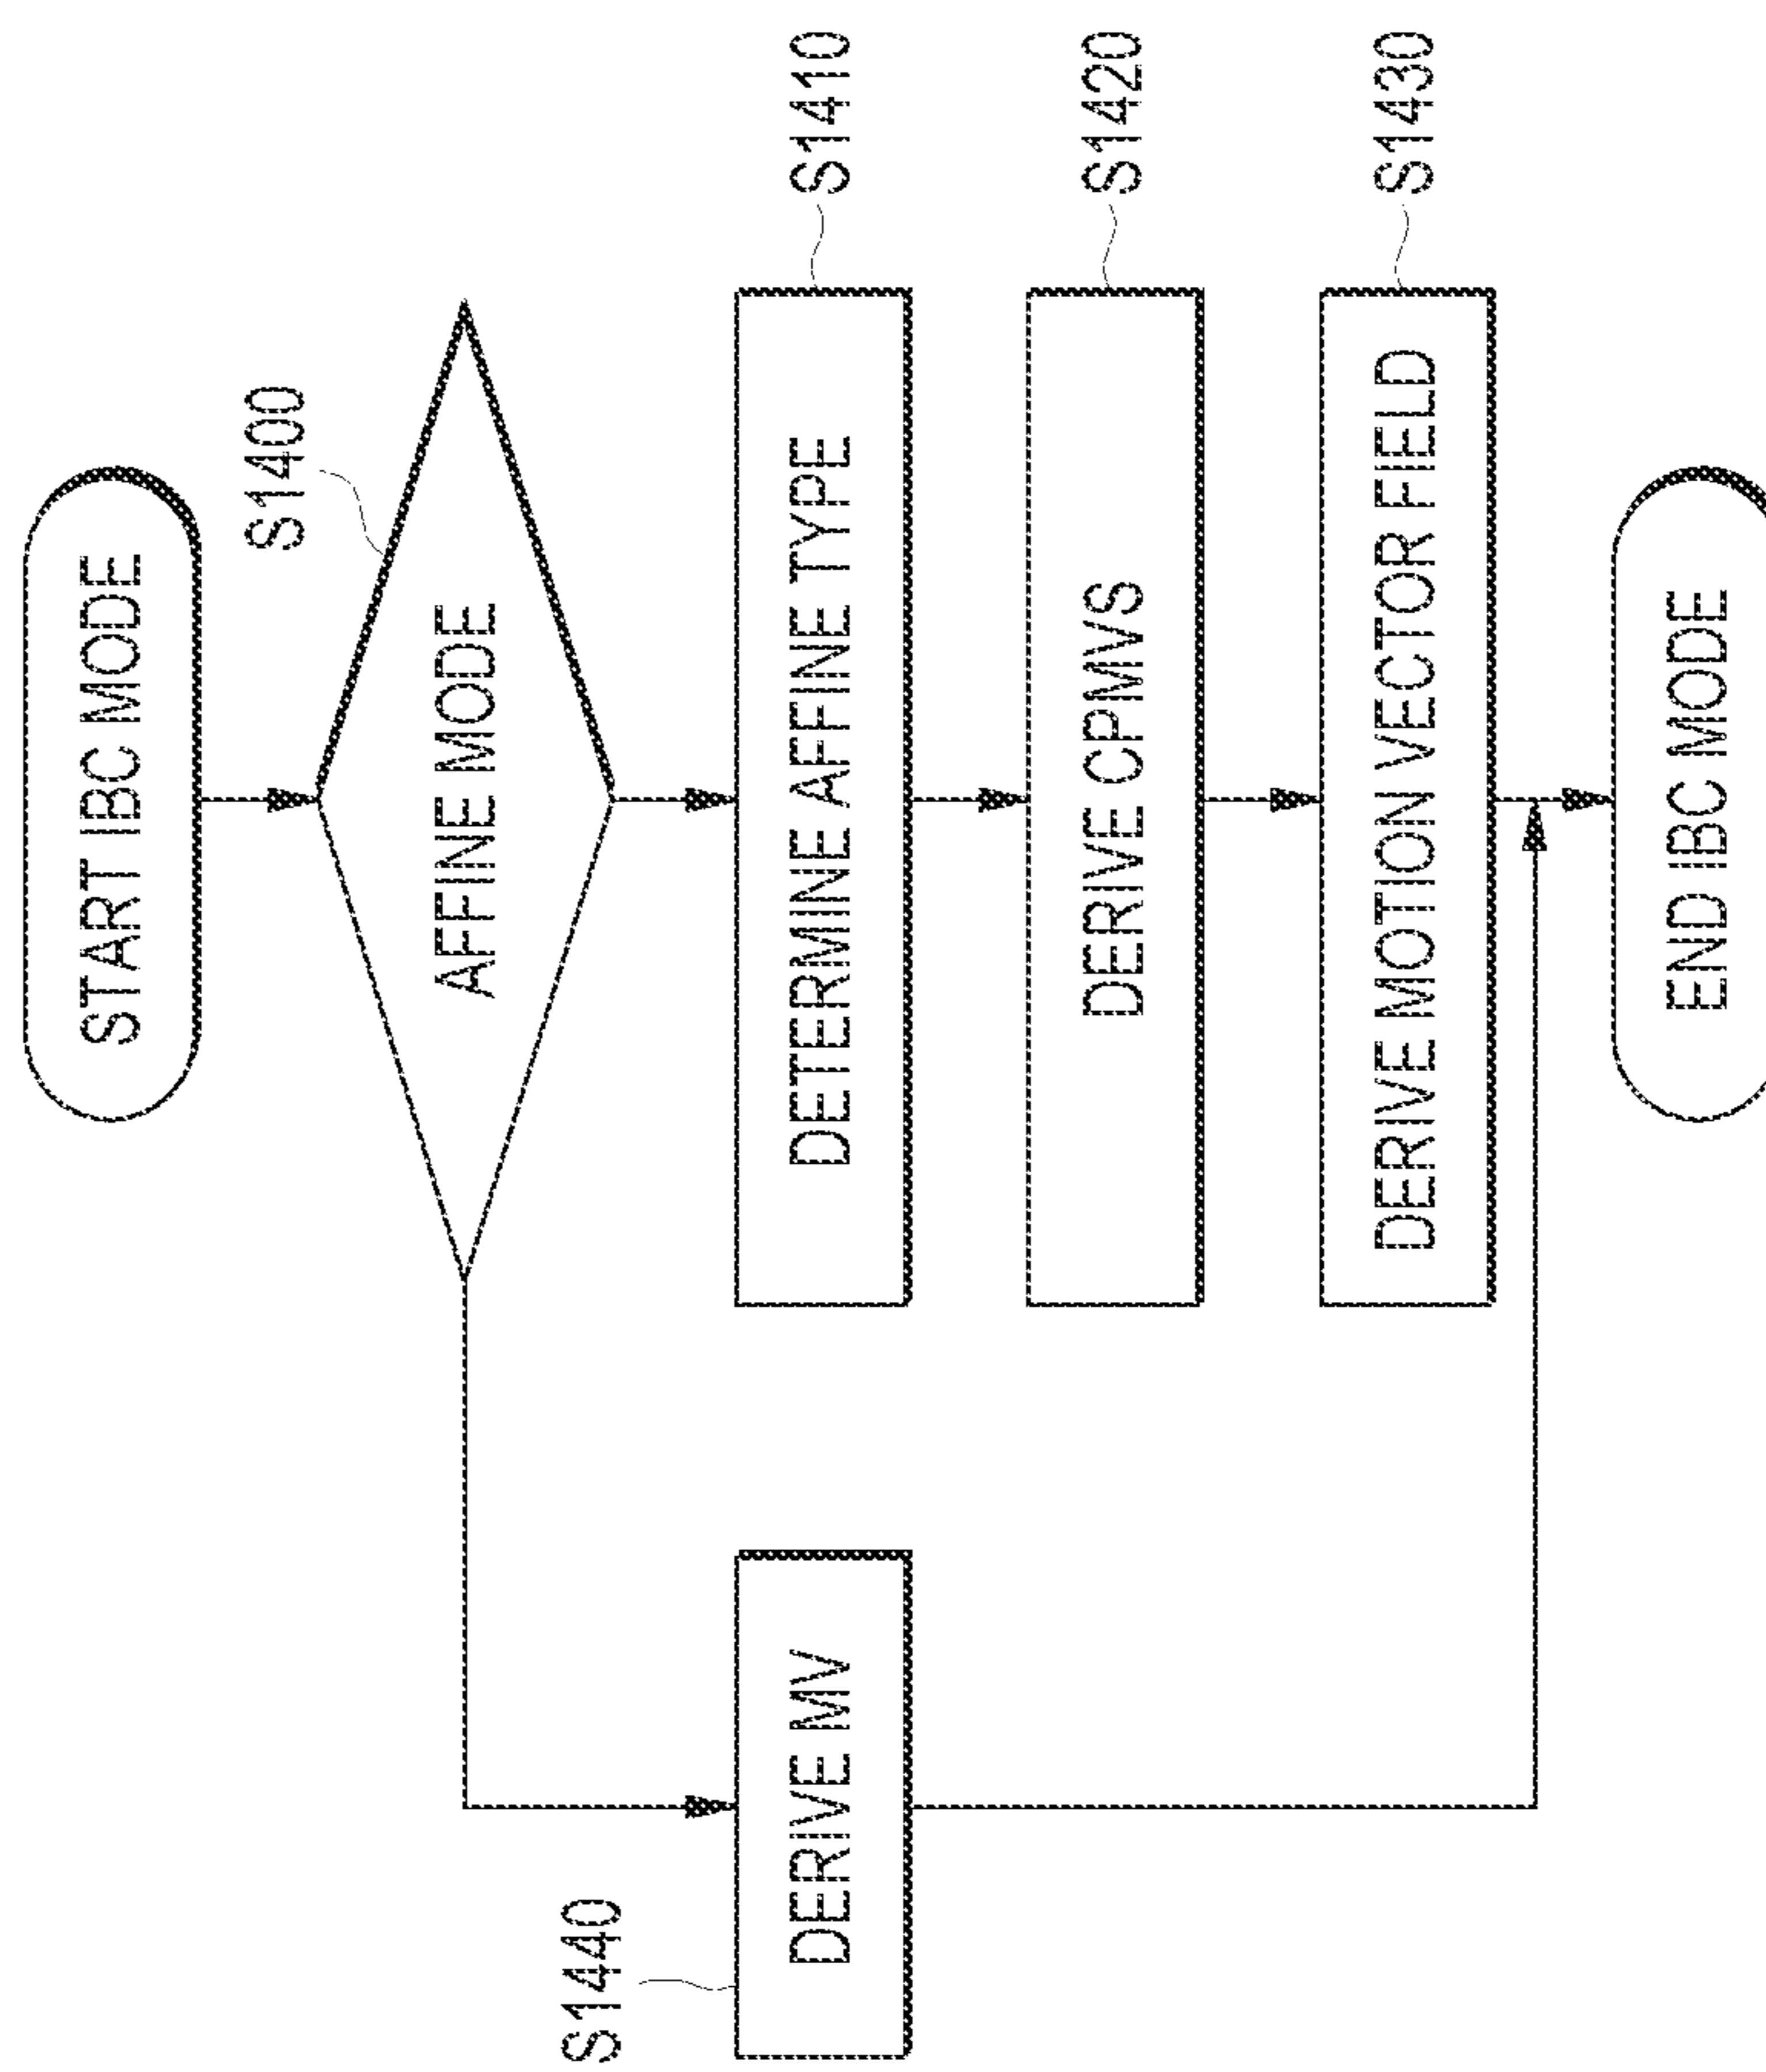 START IBC MODE
S1400
AFFINE MODE
S1440
DERIVE MV
DETERMINE AFFINE TYPE
S1410
DERIVE CPMVS
S1420
DERIVE MOTION VECTOR FIELD
S1430
END IBC MODE